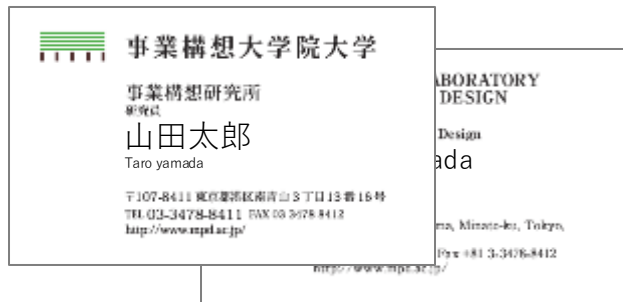 事業構想大学院大学
事業構想研究所
研究員
山田太郎
Taro yamada
〒107-8411 東京都港区南青山3丁目13番16号
TEL 03-3478-8411 FAX 03 3478 8412
http://www.mpd.ac.jp/
BORATORY
DESIGN
Design
ada
ma, Minato-ku, Tokyo,
Fax +81 3-3478-8412
http://www.mpd.ac.jp/